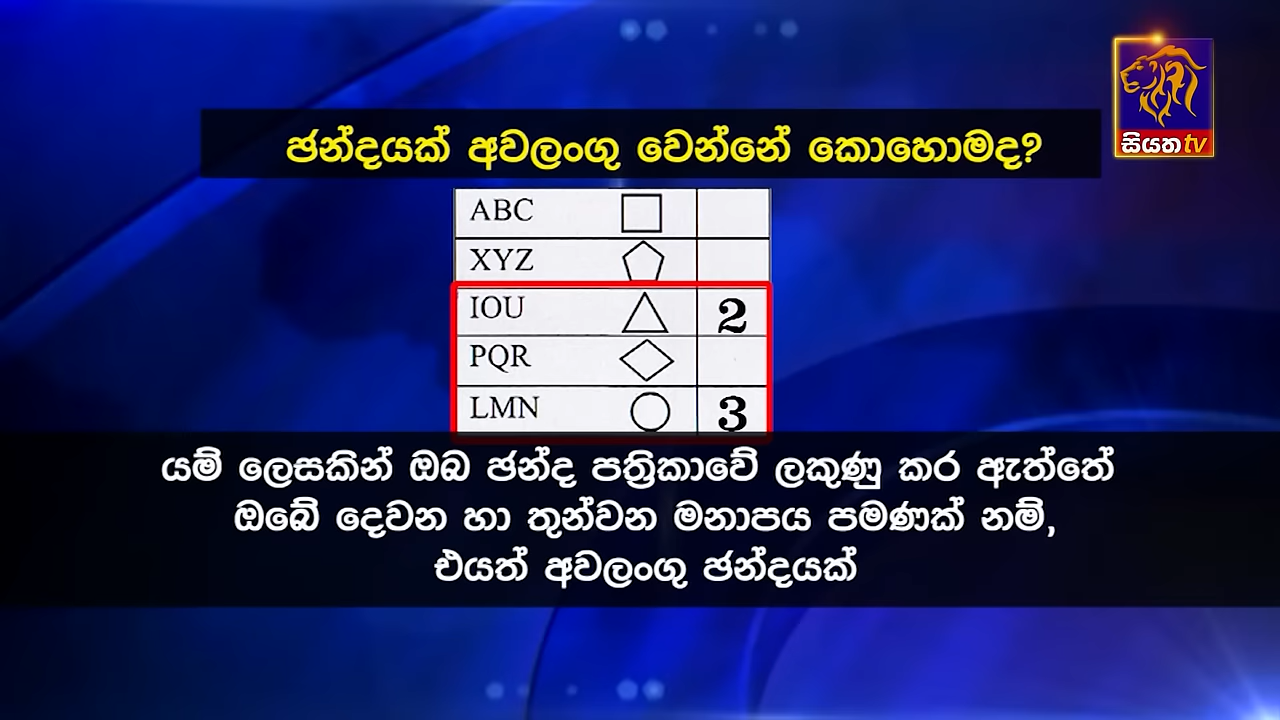 සියත tv
ඡන්දයක් අවලංගු වෙන්නේ කොහොමද?
ABC
XYZ
IOU 2
PQR
LMN 3
යම් ලෙසකින් ඔබ ඡන්ද පත්‍රිකාවේ ලකුණු කර ඇත්තේ
ඔබේ දෙවන හා තුන්වන මනාපය පමණක් නම්,
එයත් අවලංගු ඡන්දයක්